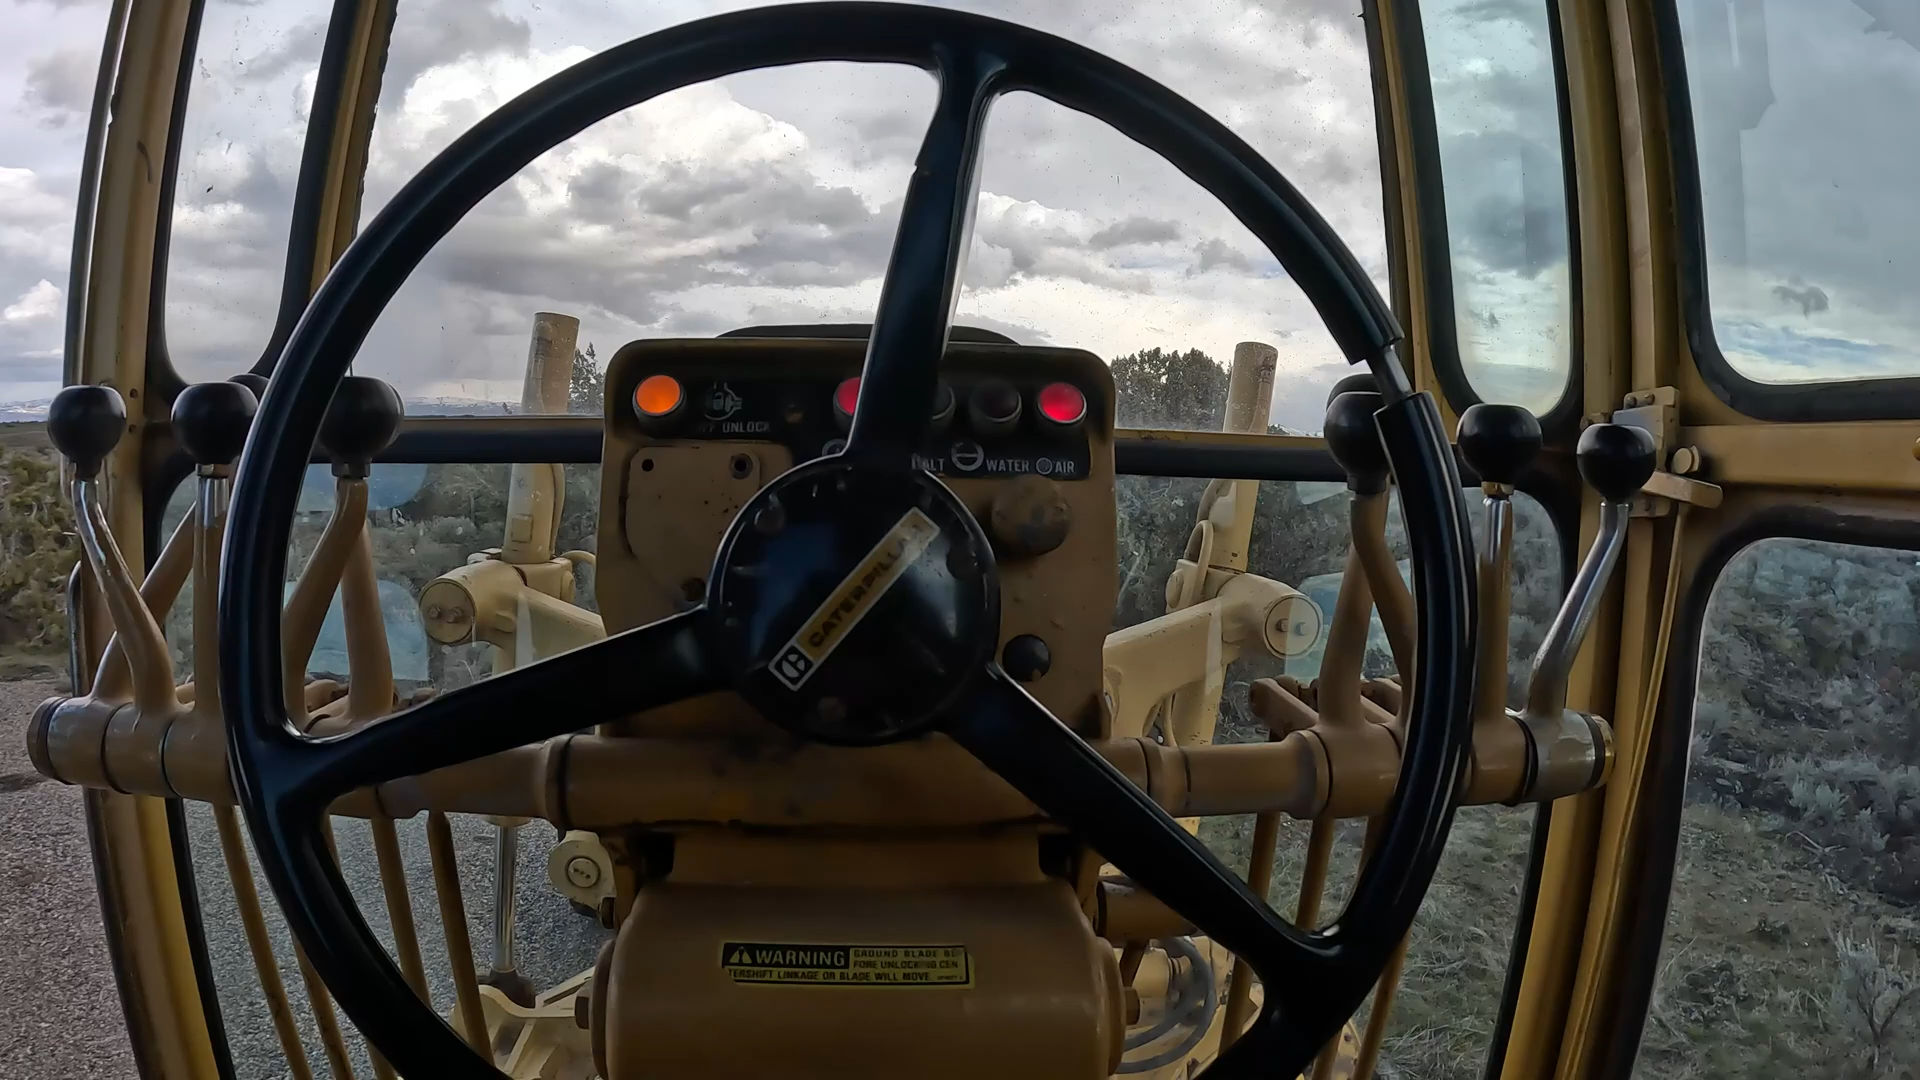 UNLOCK
ALT WATER AIR
CATERPILLAR
WARNING GROUND BLADE BE
FORE UNLOCKING CEN
TERSHIFT LINKAGE OR BLADE WILL MOVE